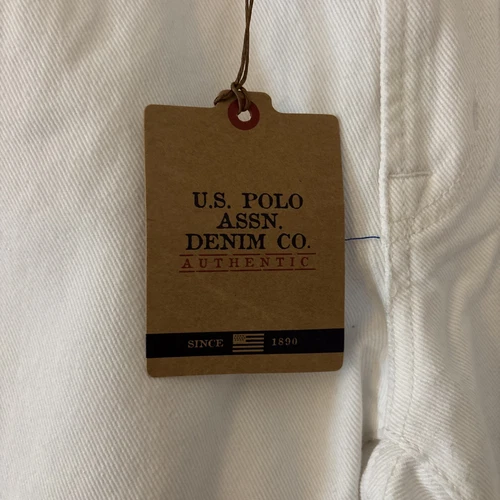 U.S. POLO
ASSN.
DENIM CO.
AUTHENTIC
SINCE 1890